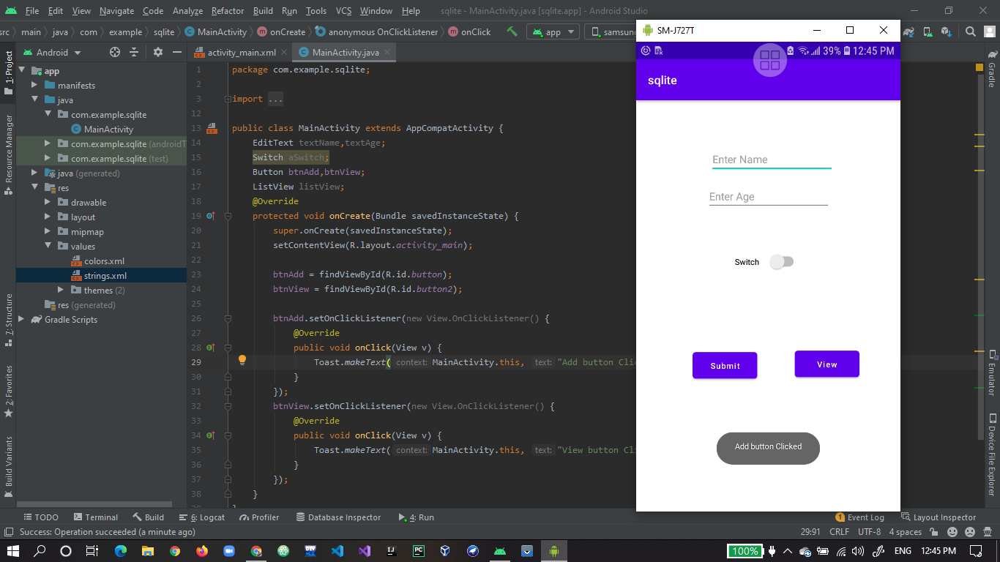 File Edit View Navigate Code Analyze Refactor Build Run Tools VCS Window Help sqlite - MainActivity.java [sqlite.app] - Android Studio
src main java com example sqlite MainActivity onCreate anonymous OnClickListener onClick app samsung
Android activity_main.xml MainActivity.java
1: Project
Resource Manager
7: Structure
2: Favorites
Build Variants
app
manifests
java
com.example.sqlite
MainActivity
com.example.sqlite (androidT
com.example.sqlite (test)
java (generated)
res
drawable
layout
mipmap
values
colors.xml
strings.xml
themes (2)
res (generated)
Gradle Scripts
1 package com.example.sqlite;
2
3 import ...
12
13 public class MainActivity extends AppCompatActivity {
14 EditText textName,textAge;
15 Switch aSwitch;
16 Button btnAdd,btnView;
17 ListView listView;
18 @Override
19 protected void onCreate(Bundle savedInstanceState) {
20 super.onCreate(savedInstanceState);
21 setContentView(R.layout.activity_main);
22
23 btnAdd = findViewById(R.id.button);
24 btnView = findViewById(R.id.button2);
25
26 btnAdd.setOnClickListener(new View.OnClickListener() {
27 @Override
28 public void onClick(View v) {
29 Toast.makeText( context: MainActivity.this, text: "Add button Clic
30 }
31 });
32 btnView.setOnClickListener(new View.OnClickListener() {
33 @Override
34 public void onClick(View v) {
35 Toast.makeText( context: MainActivity.this, text: "View button Cl
36 }
37 });
38 }
SM-J727T
39% 12:45 PM
sqlite
Enter Name
Enter Age
Switch
Submit View
Add button Clicked
Gradle
Emulator
Device File Explorer
TODO Terminal Build 6: Logcat Profiler Database Inspector 4: Run 1 Event Log Layout Inspector
Success: Operation succeeded (a minute ago) 29:91 CRLF UTF-8 4 spaces
100% ENG 12:45 PM